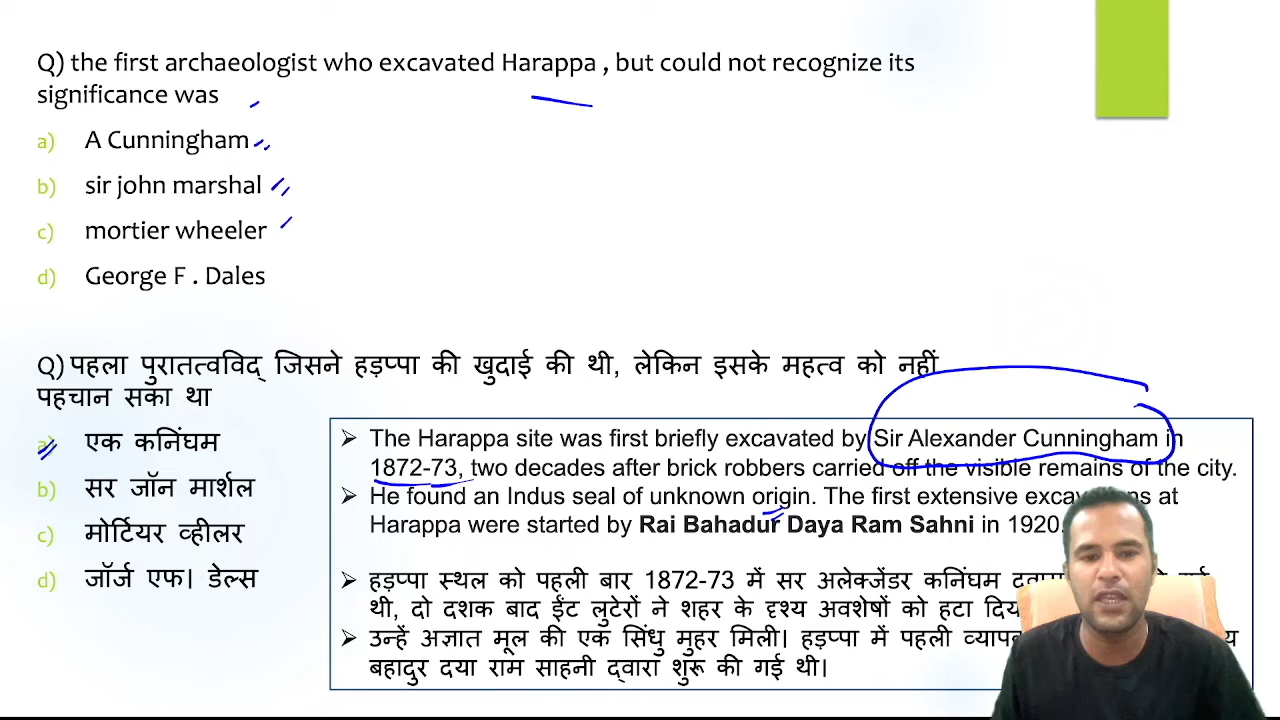 Q) the first archaeologist who excavated Harappa , but could not recognize its
significance was
a) A Cunningham
b) sir john marshal
c) mortier wheeler
d) George F . Dales
Q) पहला पुरातत्वविद् जिसने हड़प्पा की खुदाई की थी, लेकिन इसके महत्व को नहीं
पहचान सका था
a) एक कनिंघम
b) सर जॉन मार्शल
c) मोर्टियर व्हीलर
d) जॉर्ज एफ। डेल्स
➢ The Harappa site was first briefly excavated by Sir Alexander Cunningham in
1872-73, two decades after brick robbers carried off the visible remains of the city.
➢ He found an Indus seal of unknown origin. The first extensive excavations at
Harappa were started by Rai Bahadur Daya Ram Sahni in 1920.
➢ हड़प्पा स्थल को पहली बार 1872-73 में सर अलेक्जेंडर कनिंघम
थी, दो दशक बाद ईंट लुटेरों ने शहर के दृश्य अवशेषों को हटा
➢ उन्हें अज्ञात मूल की एक सिंधु मुहर मिली। हड़प्पा में पहली
बहादुर दया राम साहनी द्वारा शुरू की गई थी।